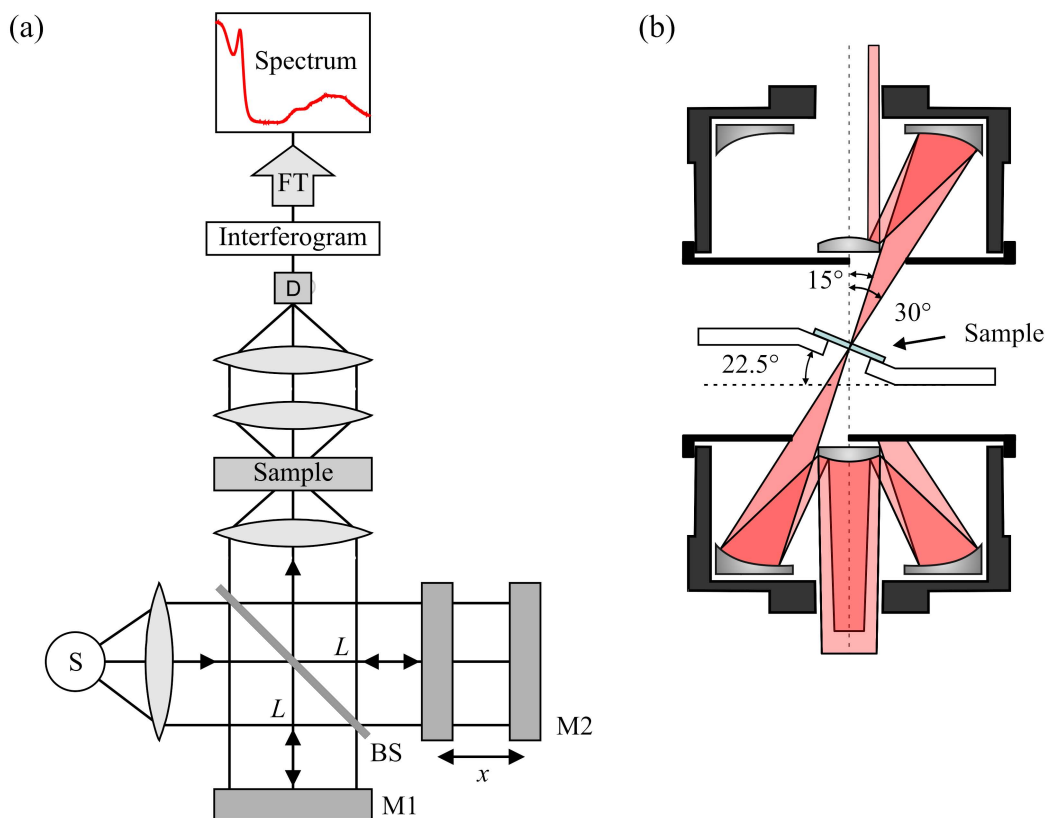 (a)
Spectrum
FT
Interferogram
D
Sample
S
L
L
BS
M2
x
M1
(b)
15°
30°
Sample
22.5°